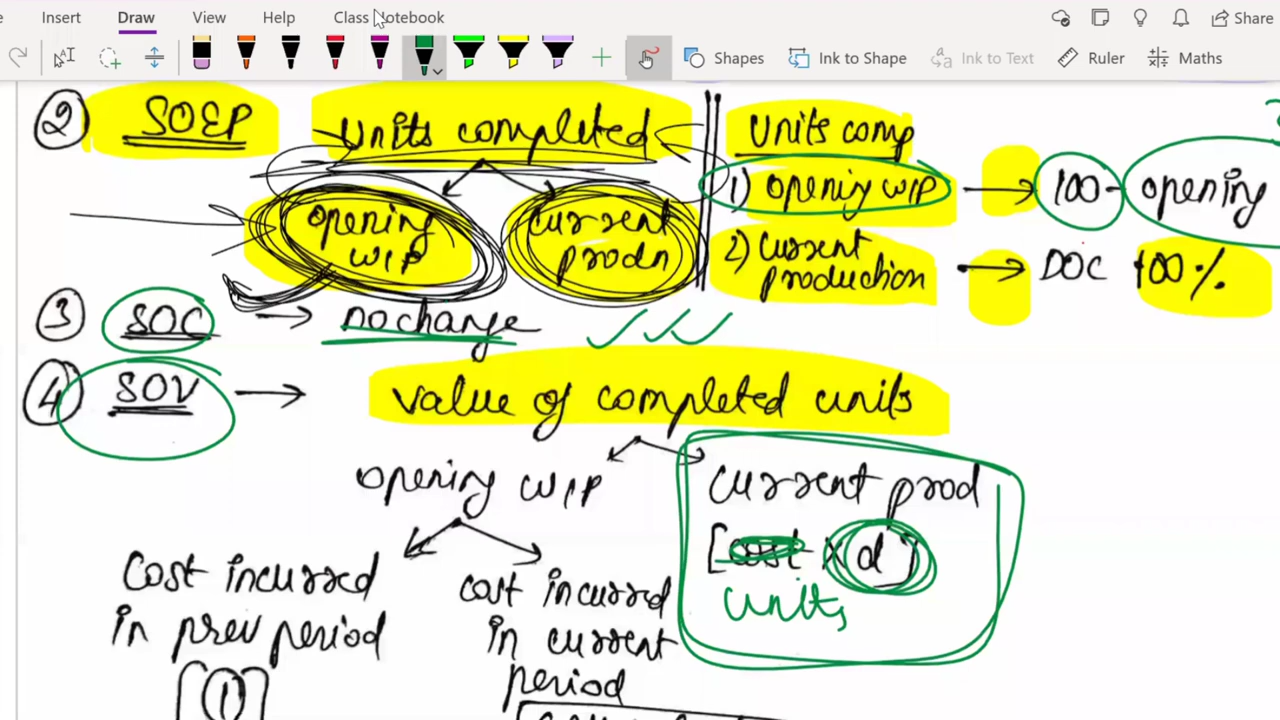 Insert Draw View Help Class Notebook Share
Shapes Ink to Shape Ink to Text Ruler Maths
② SOEP units completed
opening WIP
current prodn
Units comp
1) opening WIP → 100 - opening
2) current production → DOC 100%
③ SOC → no change
④ SOV → value of completed units
opening WIP
current prod
[cost × d]
units
Cost incurred
in prev period
[①]
cost incurred
in current
period